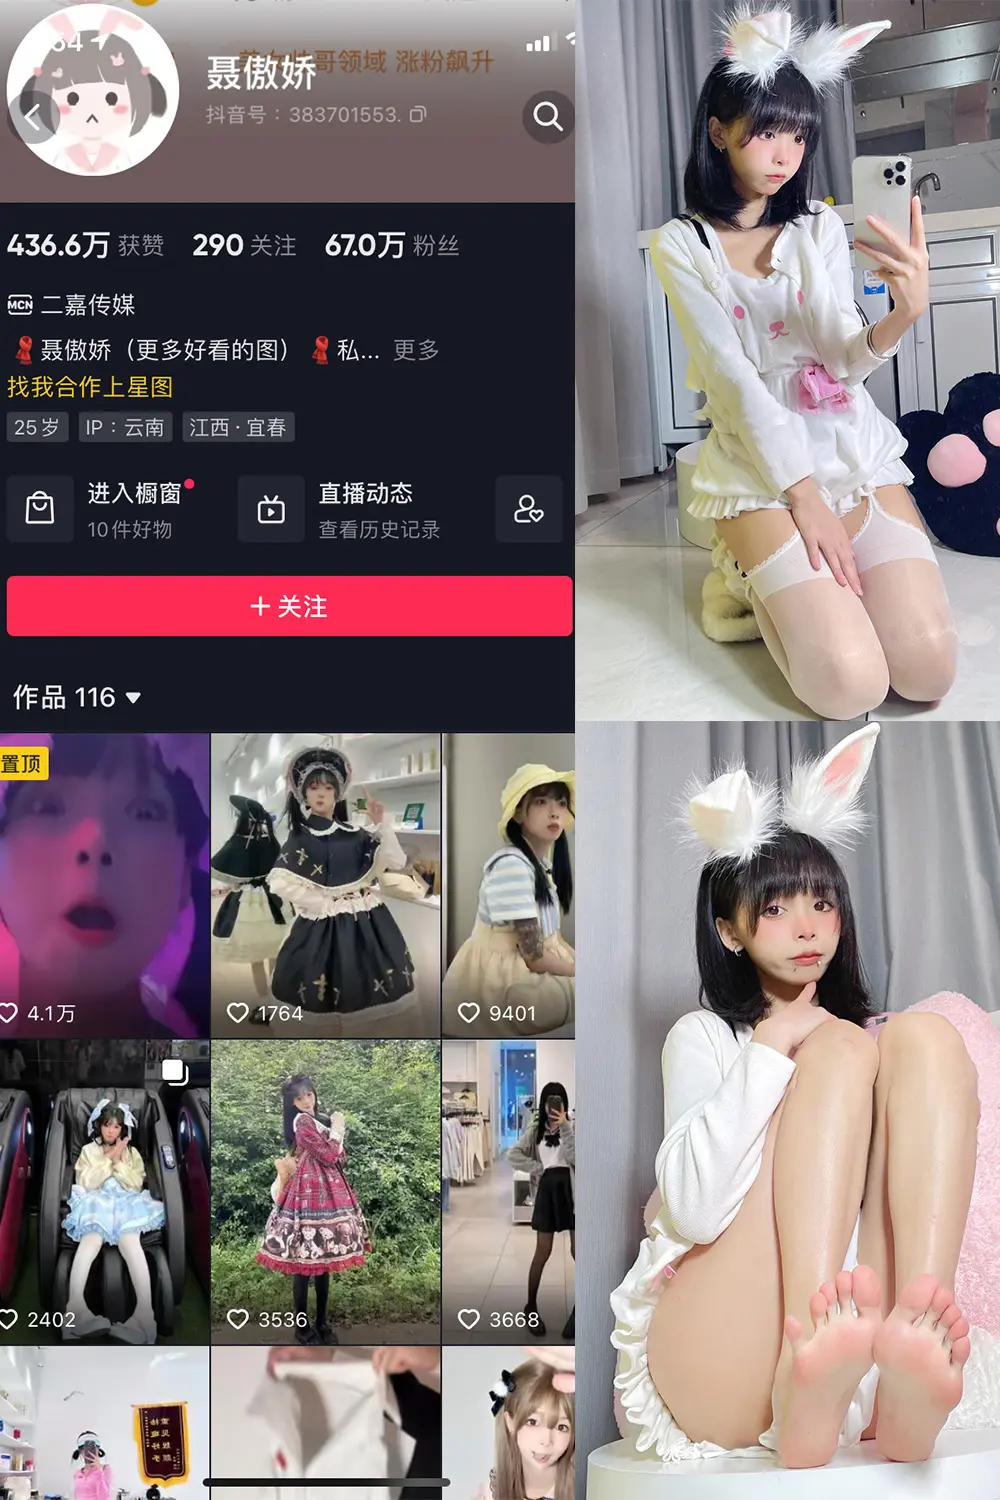 54
美女炸哥领域 涨粉飙升
聂傲娇
抖音号：383701553.
436.6万 获赞 290 关注 67.0万 粉丝
MCN 二嘉传媒
聂傲娇（更多好看的图） 私... 更多
找我合作上星图
25岁 IP：云南 江西·宜春
进入橱窗 直播动态
10件好物 查看历史记录
+ 关注
作品 116
置顶
4.1万 1764 9401
2402 3536 3668